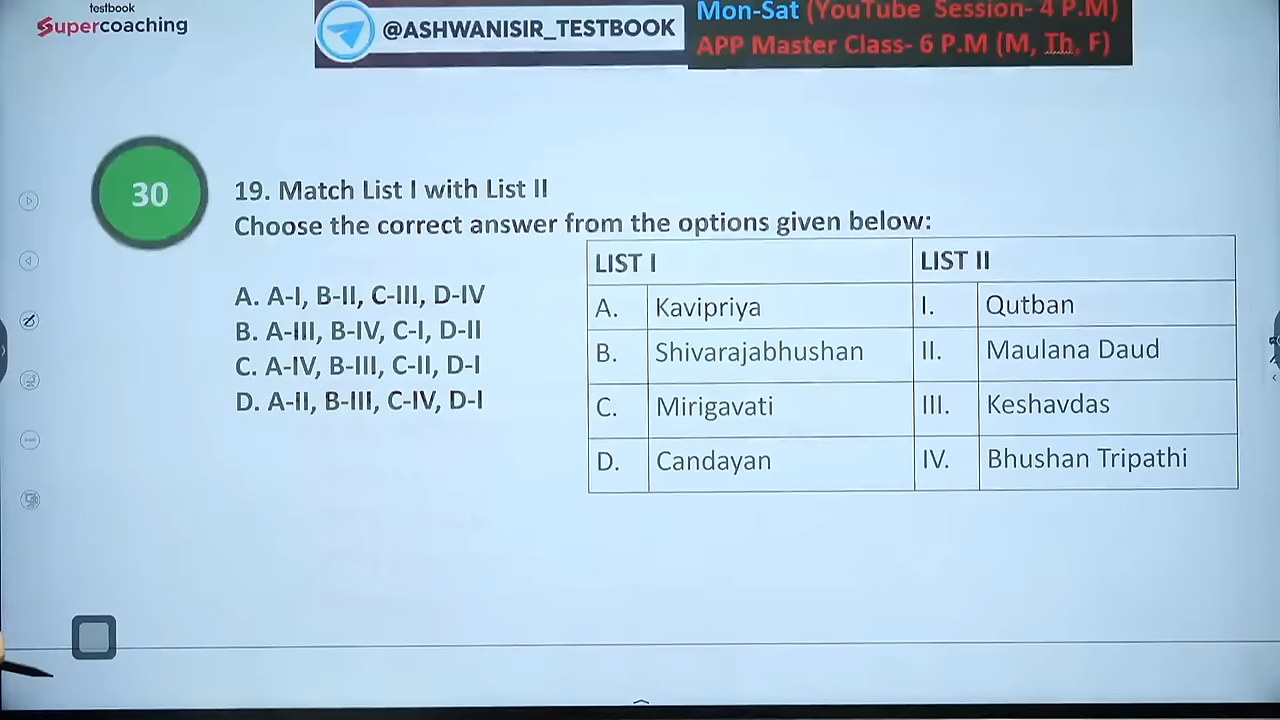 testbook
Supercoaching
@ASHWANISIR_TESTBOOK
Mon-Sat (YouTube Session- 4 P.M)
APP Master Class- 6 P.M (M, Th, F)
30
19. Match List I with List II
Choose the correct answer from the options given below:
A. A-I, B-II, C-III, D-IV
B. A-III, B-IV, C-I, D-II
C. A-IV, B-III, C-II, D-I
D. A-II, B-III, C-IV, D-I
LIST I LIST II
A. Kavipriya I. Qutban
B. Shivarajabhushan II. Maulana Daud
C. Mirigavati III. Keshavdas
D. Candayan IV. Bhushan Tripathi